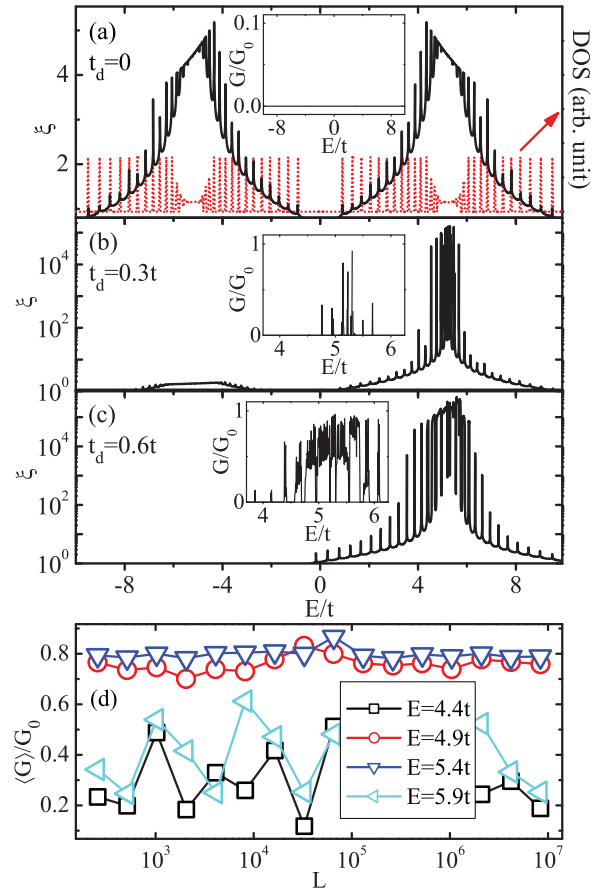 (a)
t_d=0
4
2
ξ
0.1
0.0
G/G_0
-8 0 8
E/t
DOS (arb. unit)
(b)
t_d=0.3t
10^4
10^2
10^0
ξ
1
0
G/G_0
4 5 6
E/t
(c)
t_d=0.6t
10^4
10^2
10^0
ξ
1
0
G/G_0
4 5 6
E/t
-8 -4 0 4 8
E/t
0.8
0.6
0.4
0.2
⟨G⟩/G_0
(d)
E=4.4t
E=4.9t
E=5.4t
E=5.9t
10^3 10^4 10^5 10^6 10^7
L